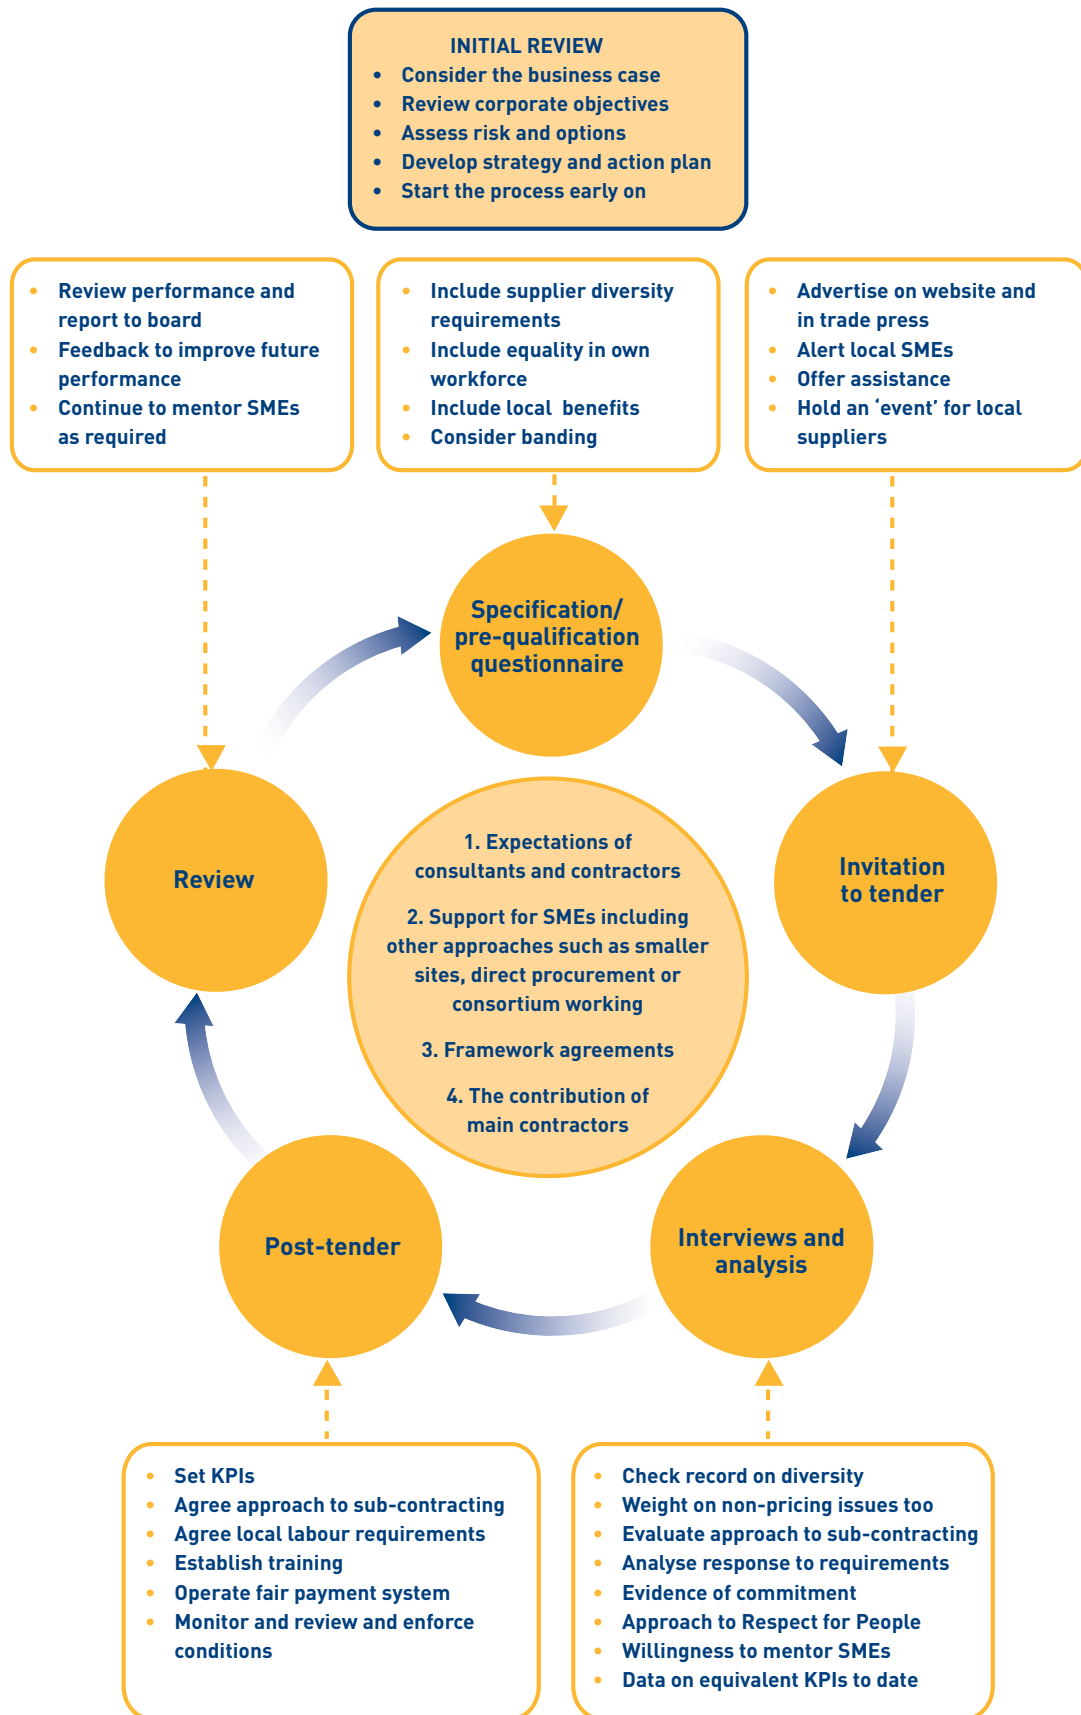 INITIAL REVIEW
• Consider the business case
• Review corporate objectives
• Assess risk and options
• Develop strategy and action plan
• Start the process early on
• Review performance and
report to board
• Feedback to improve future
performance
• Continue to mentor SMEs
as required
• Include supplier diversity
requirements
• Include equality in own
workforce
• Include local benefits
• Consider banding
• Advertise on website and
in trade press
• Alert local SMEs
• Offer assistance
• Hold an ‘event’ for local
suppliers
Specification/
pre-qualification
questionnaire
Review
1. Expectations of
consultants and contractors
2. Support for SMEs including
other approaches such as smaller
sites, direct procurement or
consortium working
3. Framework agreements
4. The contribution of
main contractors
Invitation
to tender
Post-tender
Interviews and
analysis
• Set KPIs
• Agree approach to sub-contracting
• Agree local labour requirements
• Establish training
• Operate fair payment system
• Monitor and review and enforce
conditions
• Check record on diversity
• Weight on non-pricing issues too
• Evaluate approach to sub-contracting
• Analyse response to requirements
• Evidence of commitment
• Approach to Respect for People
• Willingness to mentor SMEs
• Data on equivalent KPIs to date